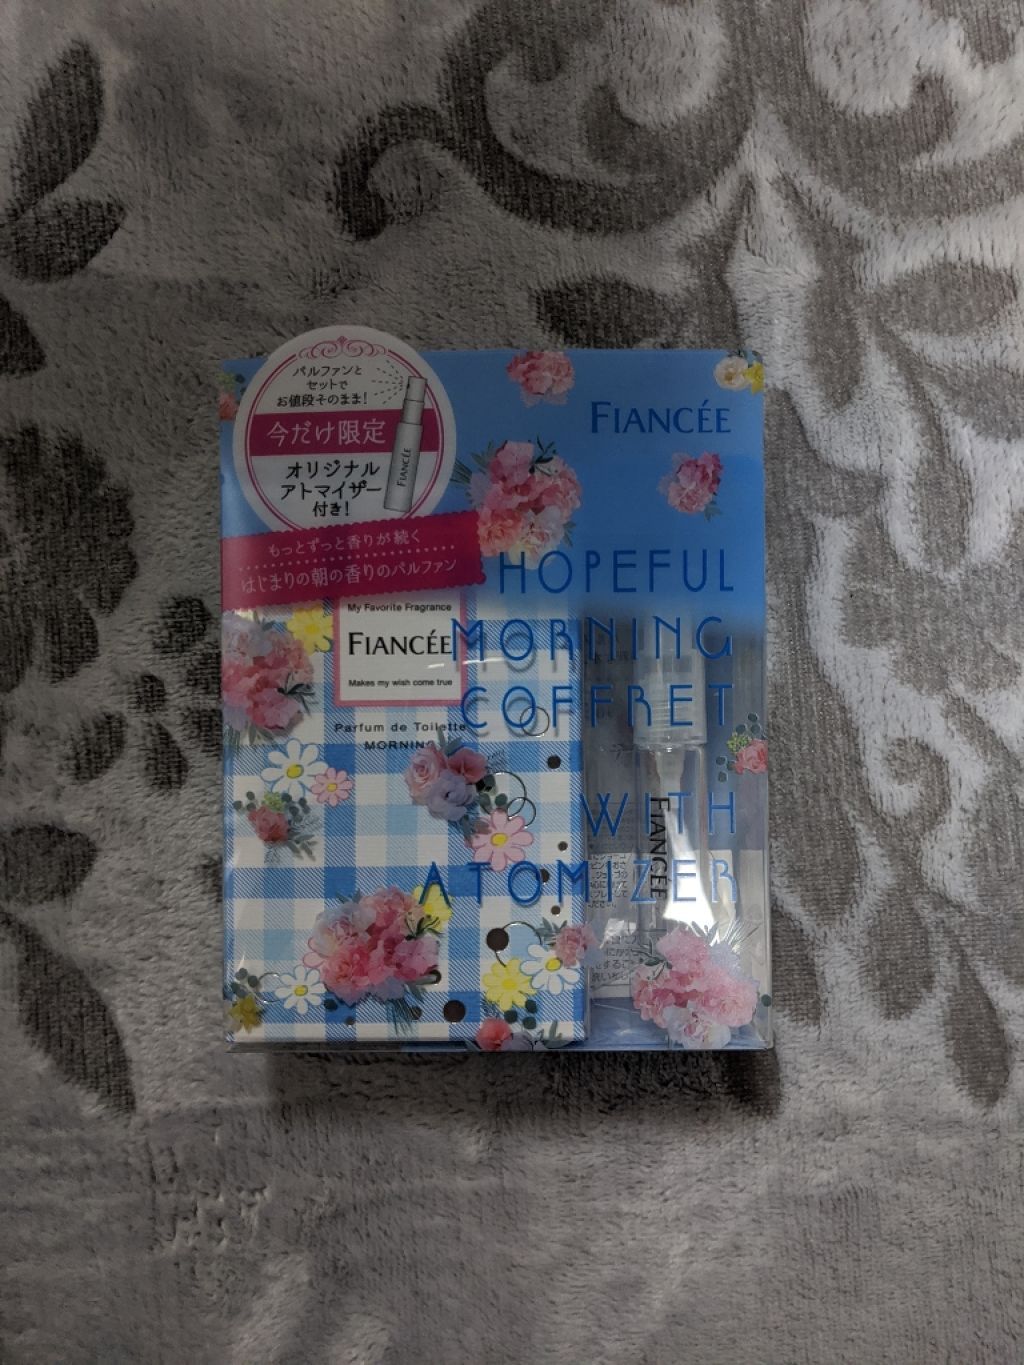 パルファンと
セットで
お値段そのまま!
今だけ限定
オリジナル
アトマイザー
付き!
FIANCÉE
もっとずっと香りが続く
はじまりの朝の香りのパルファン
FIANCÉE
HOPEFUL
MORNING
COFFRET
WITH
ATOMIZER
My Favorite Fragrance
FIANCÉE
Makes my wish come true
Parfum de Toilette
MORNING
FIANCÉE